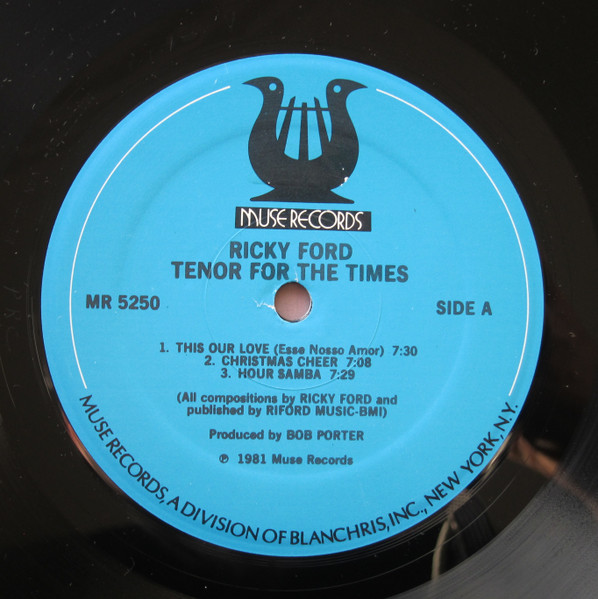 MUSE RECORDS
RICKY FORD
TENOR FOR THE TIMES
MR 5250
SIDE A
1. THIS OUR LOVE (Esse Nosso Amor) 7:30
2. CHRISTMAS CHEER 7:08
3. HOUR SAMBA 7:29
(All compositions by RICKY FORD and
published by RIFORD MUSIC-BMI)
Produced by BOB PORTER
℗ 1981 Muse Records
MUSE RECORDS, A DIVISION OF BLANCHRIS, INC., NEW YORK, N.Y.